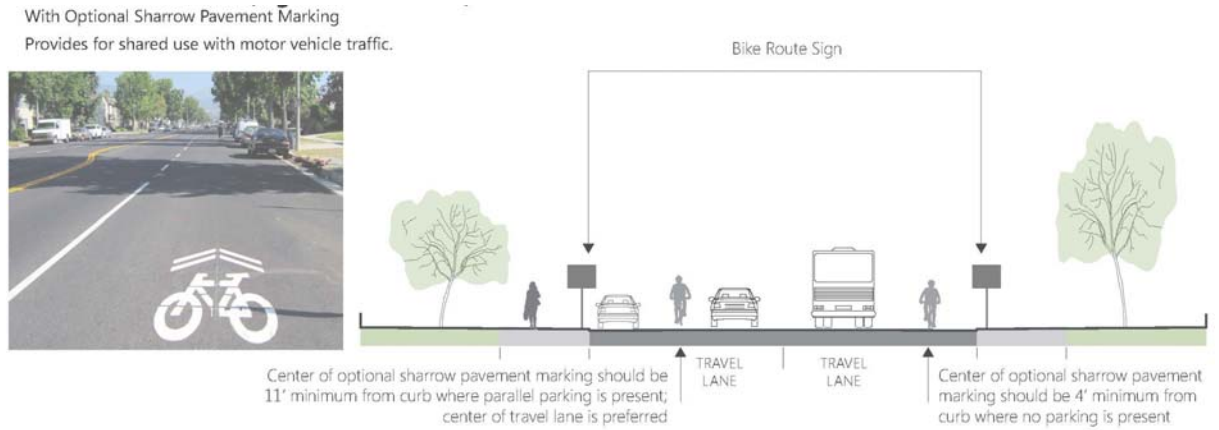 With Optional Sharrow Pavement Marking
Provides for shared use with motor vehicle traffic.
Bike Route Sign
Center of optional sharrow pavement marking should be
11' minimum from curb where parallel parking is present;
center of travel lane is preferred
TRAVEL
LANE
TRAVEL
LANE
Center of optional sharrow pavement
marking should be 4' minimum from
curb where no parking is present